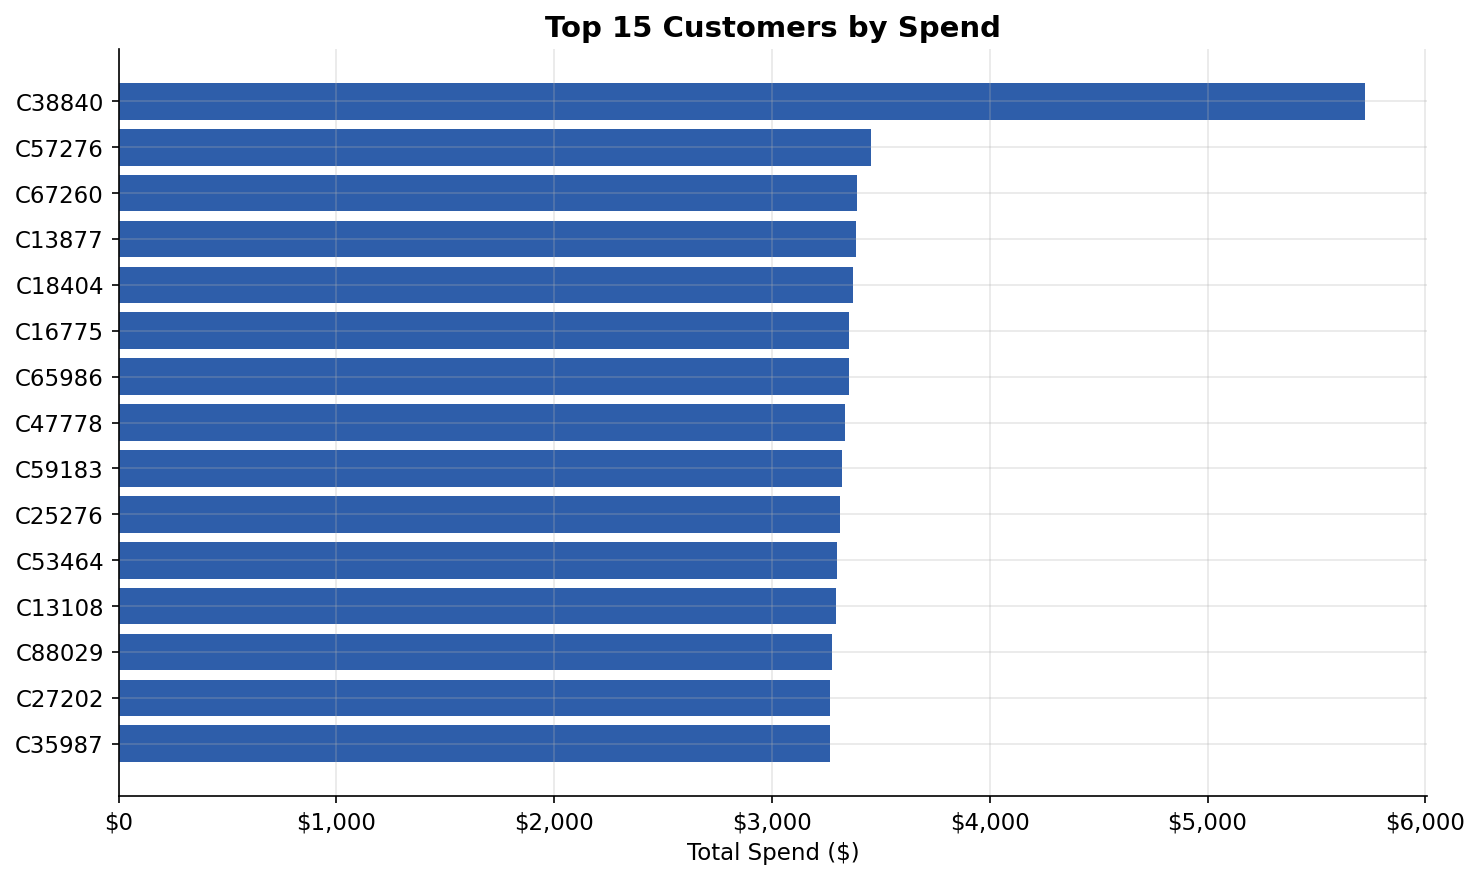 Top 15 Customers by Spend
C38840
C57276
C67260
C13877
C18404
C16775
C65986
C47778
C59183
C25276
C53464
C13108
C88029
C27202
C35987
$0 $1,000 $2,000 $3,000 $4,000 $5,000 $6,000
Total Spend ($)